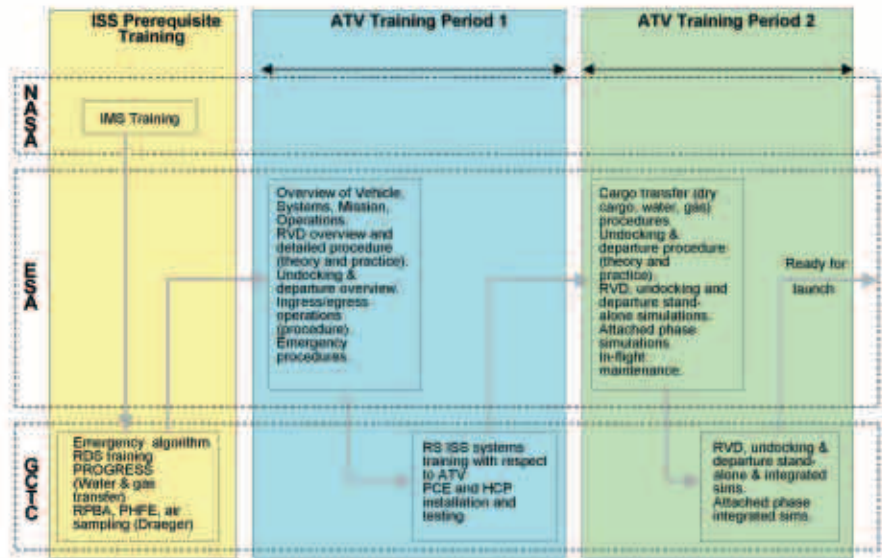 ISS Prerequisite
Training
ATV Training Period 1
ATV Training Period 2
NASA
IMS Training
ESA
Overview of Vehicle,
Systems, Mission,
Operations.
RVD overview and
detailed procedure
(theory and practice).
Undocking &
departure overview.
Ingress/egress
operations
(procedure).
Emergency
procedures.
Cargo transfer (dry
cargo, water, gas)
procedures.
Undocking &
departure procedure
(theory and
practice)
RVD, undocking and
departure stand-
alone simulations.
Attached phase
simulations
In-flight
maintenance.
Ready for
launch
GCTC
Emergency algorithm
RDS training
PROGRESS
(Water & gas
transfer)
RPBA, PHFE, air
sampling (Draeger)
RS ISS systems
training with respect
to ATV
PCE and HCP
installation and
testing
RVD, undocking &
departure stand-
alone & integrated
sims.
Attached phase
integrated sims.